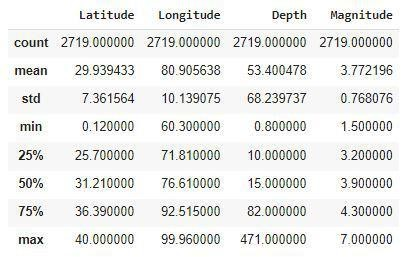 Latitude Longitude Depth Magnitude
count 2719.000000 2719.000000 2719.000000 2719.000000
mean 29.939433 80.905638 53.400478 3.772196
std 7.361564 10.139075 68.239737 0.768076
min 0.120000 60.300000 0.800000 1.500000
25% 25.700000 71.810000 10.000000 3.200000
50% 31.210000 76.610000 15.000000 3.900000
75% 36.390000 92.515000 82.000000 4.300000
max 40.000000 99.960000 471.000000 7.000000